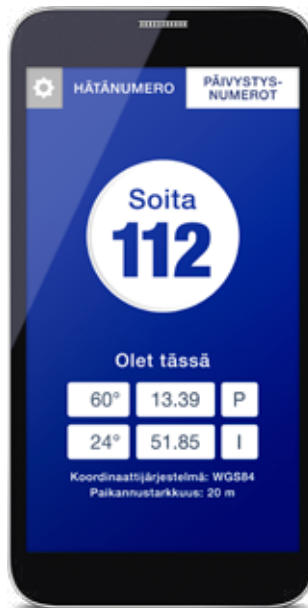 HÄTÄNUMERO
PÄIVYSTYS-
NUMEROT
Soita
112
Olet tässä
60° 13.39 P
24° 51.85 I
Koordinaattijärjestelmä: WGS84
Paikannustarkkuus: 20 m